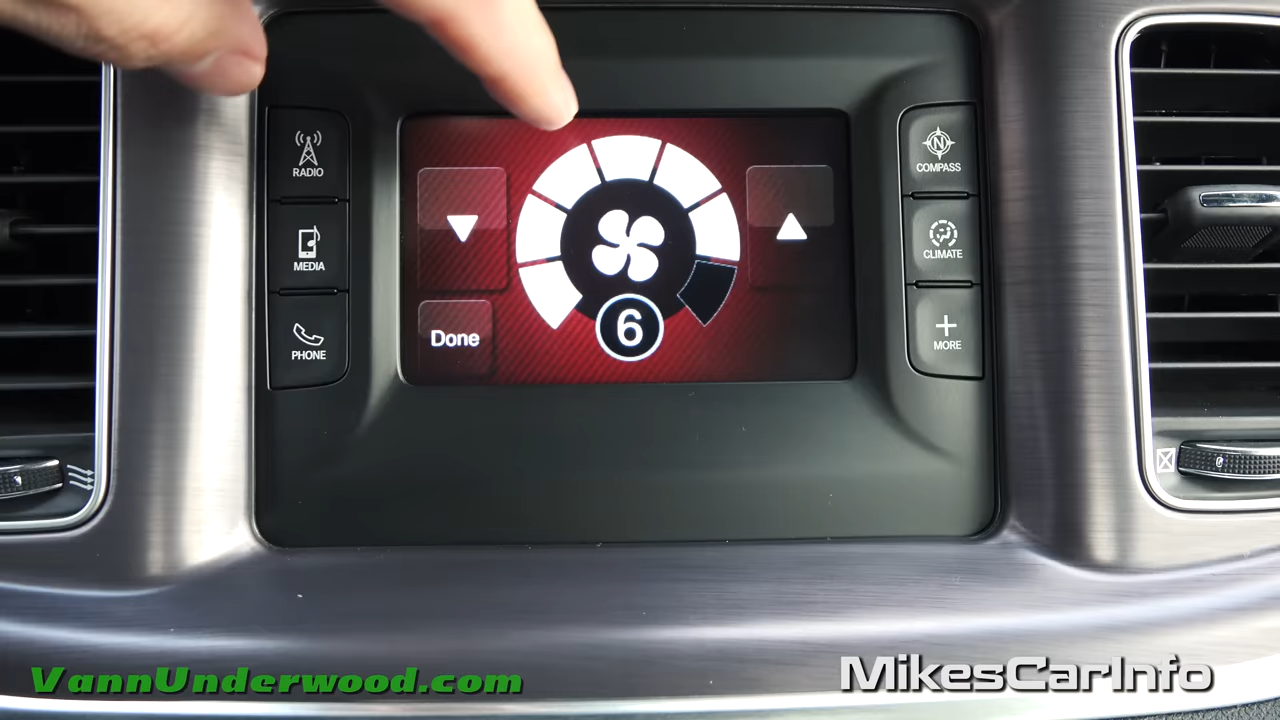 RADIO
MEDIA
PHONE
Done
6
N
COMPASS
CLIMATE
MORE
VannUnderwood.com
MikesCarInfo